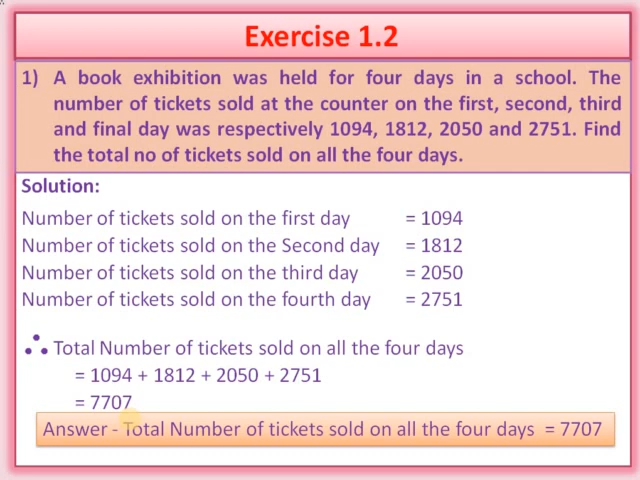 Exercise 1.2
1) A book exhibition was held for four days in a school. The
number of tickets sold at the counter on the first, second, third
and final day was respectively 1094, 1812, 2050 and 2751. Find
the total no of tickets sold on all the four days.
Solution:
Number of tickets sold on the first day = 1094
Number of tickets sold on the Second day = 1812
Number of tickets sold on the third day = 2050
Number of tickets sold on the fourth day = 2751
∴ Total Number of tickets sold on all the four days
= 1094 + 1812 + 2050 + 2751
= 7707
Answer - Total Number of tickets sold on all the four days = 7707